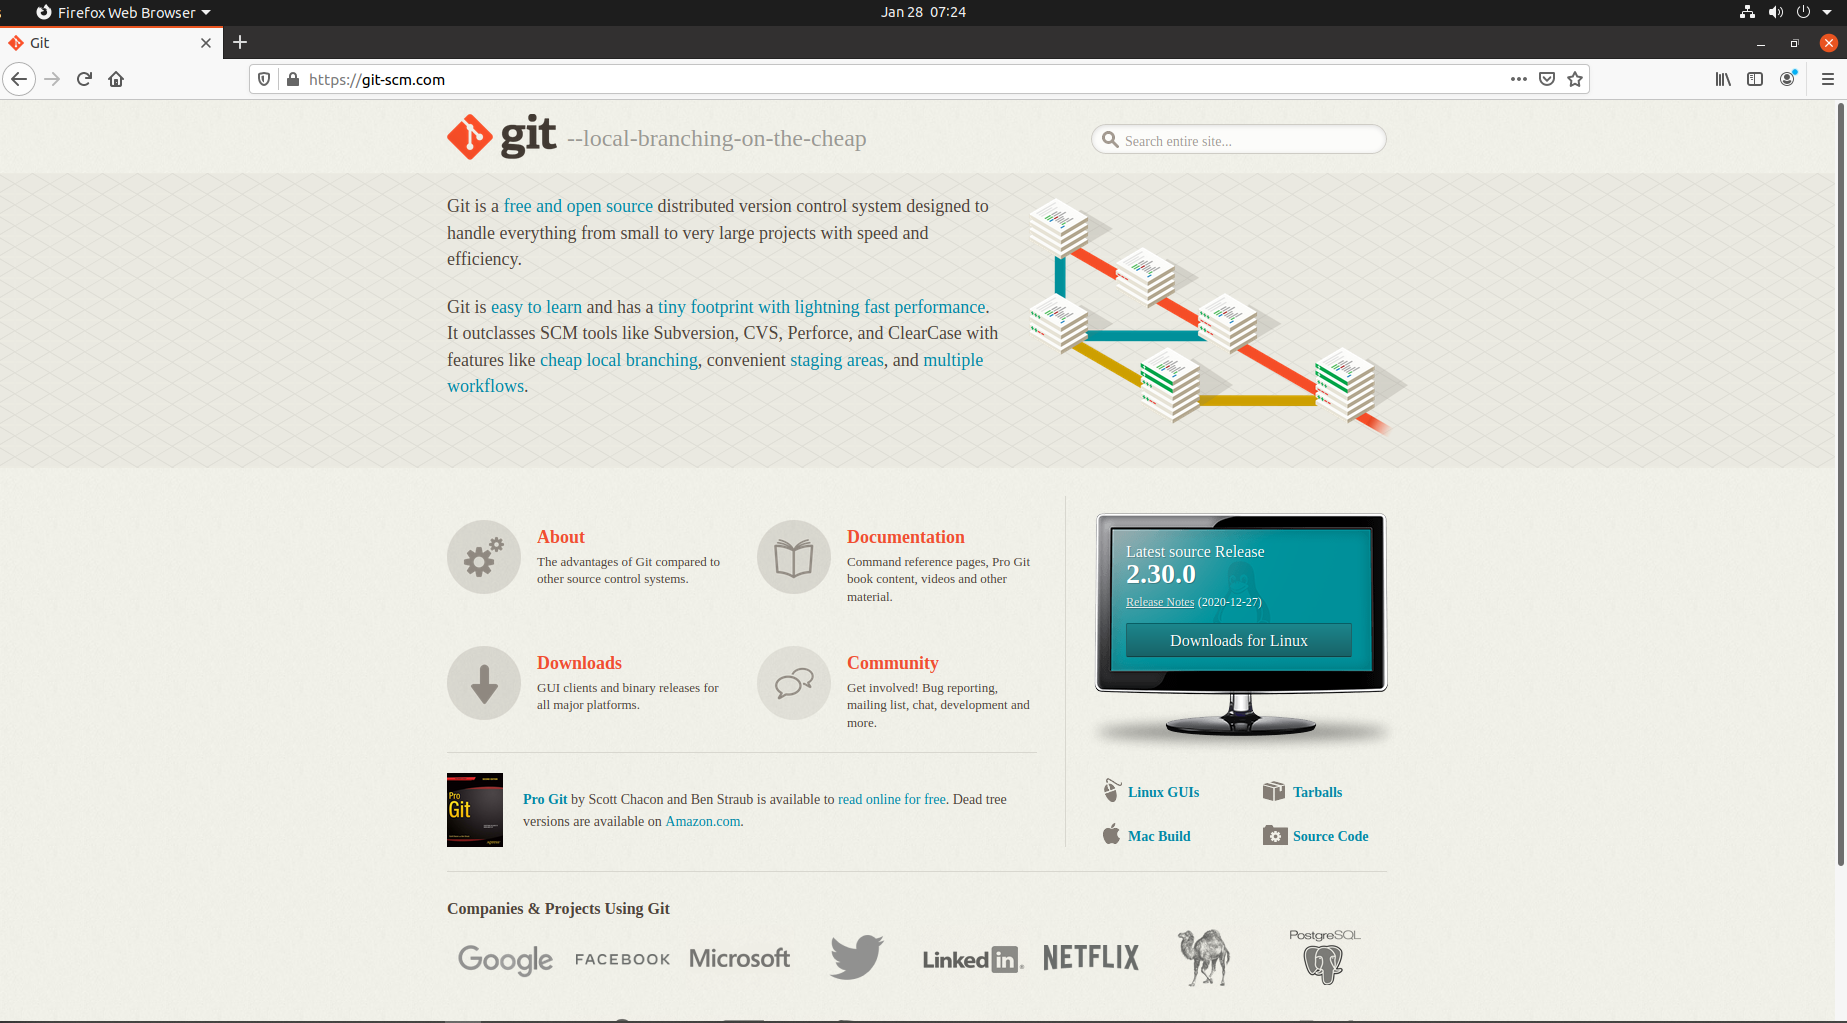 Firefox Web Browser
Jan 28 07:24
Git
https://git-scm.com
git --local-branching-on-the-cheap
Search entire site...
Git is a free and open source distributed version control system designed to
handle everything from small to very large projects with speed and
efficiency.
Git is easy to learn and has a tiny footprint with lightning fast performance.
It outclasses SCM tools like Subversion, CVS, Perforce, and ClearCase with
features like cheap local branching, convenient staging areas, and multiple
workflows.
About
The advantages of Git compared to
other source control systems.
Documentation
Command reference pages, Pro Git
book content, videos and other
material.
Downloads
GUI clients and binary releases for
all major platforms.
Community
Get involved! Bug reporting,
mailing list, chat, development and
more.
Latest source Release
2.30.0
Release Notes (2020-12-27)
Downloads for Linux
Pro
Git
Pro Git by Scott Chacon and Ben Straub is available to read online for free. Dead tree
versions are available on Amazon.com.
Linux GUIs
Tarballs
Mac Build
Source Code
Companies & Projects Using Git
Google
FACEBOOK
Microsoft
Linked in
NETFLIX
PostgreSQL